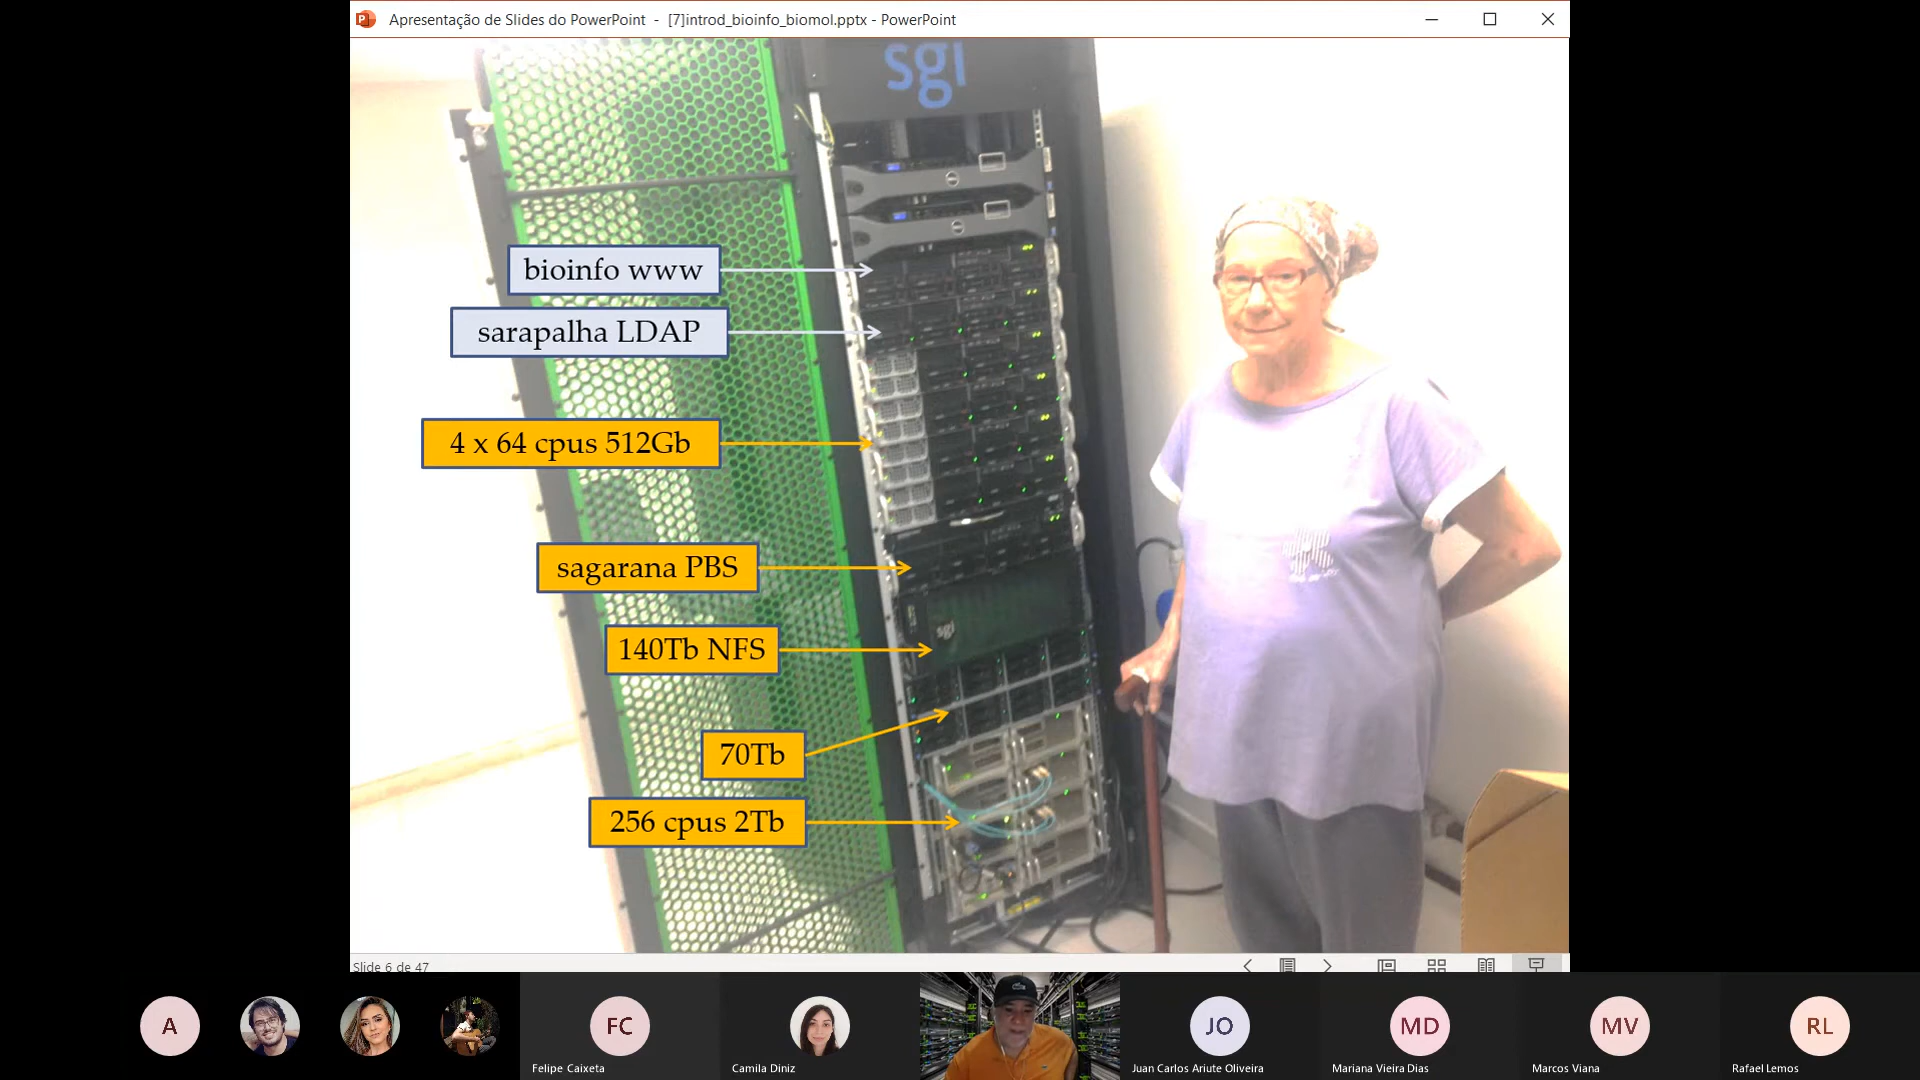 Apresentação de Slides do PowerPoint - [7]introd_bioinfo_biomol.pptx - PowerPoint
sgi
bioinfo www
sarapalha LDAP
4 x 64 cpus 512Gb
sagarana PBS
sgi
140Tb NFS
70Tb
256 cpus 2Tb
Slide 6 de 47
A
FC
JO
MD
MV
RL
Felipe Caixeta
Camila Diniz
Juan Carlos Ariute Oliveira
Mariana Vieira Dias
Marcos Viana
Rafael Lemos